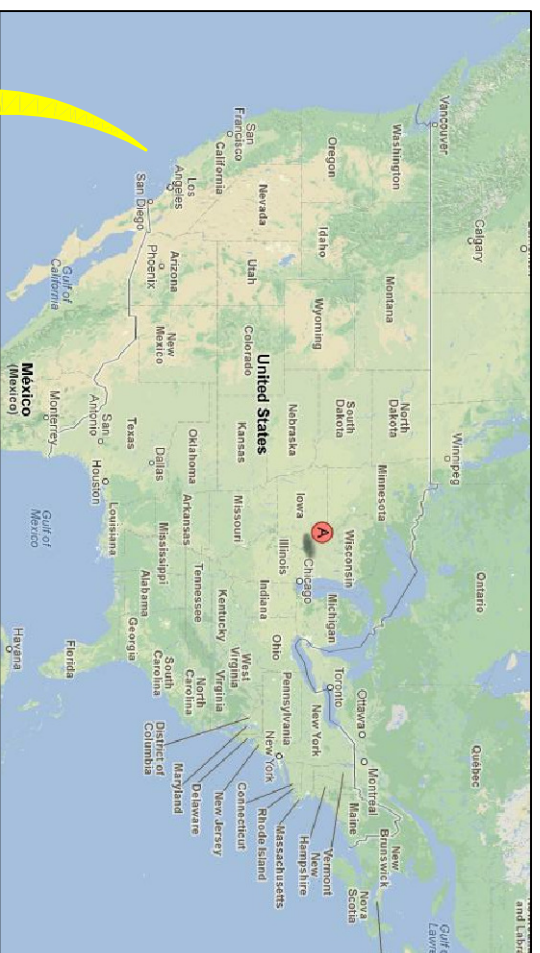 Vancouver
Calgary
Winnipeg
Ontario
Québec
Washington
Montana
North
Dakota
Minnesota
Ottawa
Montreal
Maine
New
Brunswick
Nova
Scotia
Gulf of
Oregon
Idaho
Wyoming
South
Dakota
Wisconsin
Michigan
Toronto
New York
Vermont
New
Hampshire
Massachusetts
Rhode Island
Connecticut
New Jersey
Delaware
Maryland
District of
Columbia
A
San
Francisco
Nevada
Utah
Colorado
United States
Nebraska
Iowa
Illinois
Chicago
Indiana
Ohio
Pennsylvania
New York
California
Kansas
Missouri
Kentucky
West
Virginia
Virginia
Los
Angeles
San Diego
Arizona
Phoenix
New
Mexico
Oklahoma
Arkansas
Tennessee
North
Carolina
South
Carolina
Texas
Dallas
Mississippi
Alabama
Georgia
San
Antonio
Houston
Louisiana
Gulf of
California
México
(Mexico)
Monterrey
Gulf of
Mexico
Florida
Havana